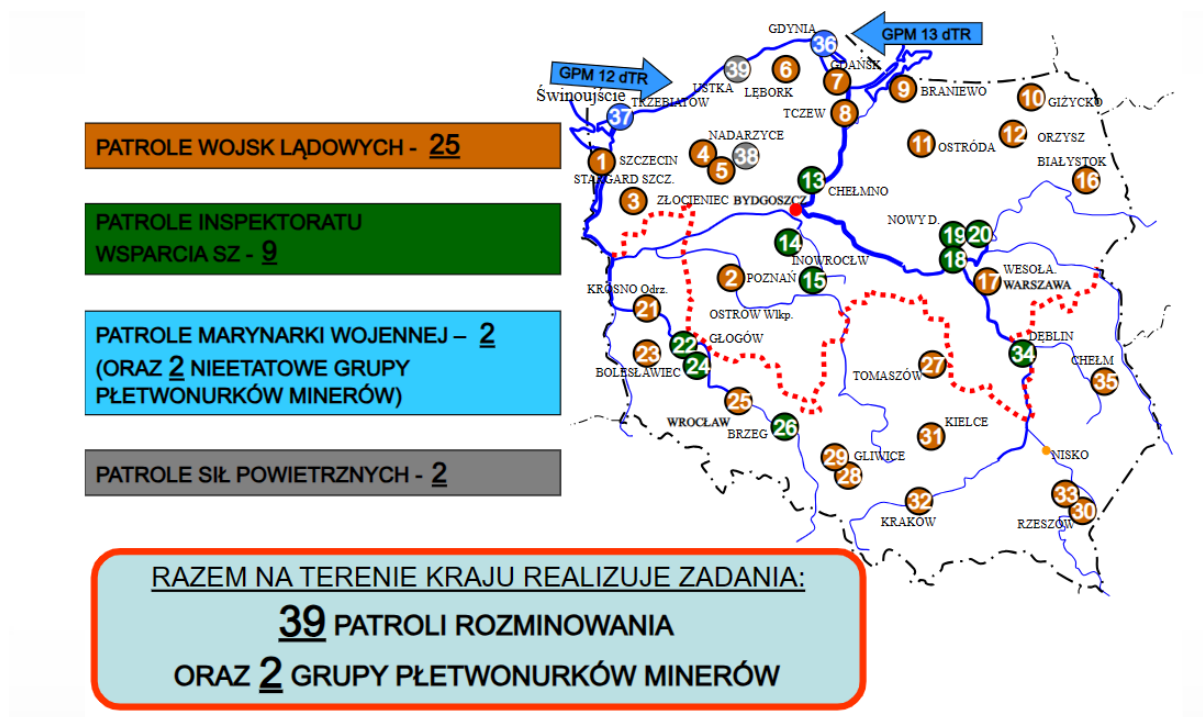 GDYNIA
36
GPM 13 dTR
GPM 12 dTR
39
6
GDAŃSK
7
USTKA
LĘBORK
9
BRANIEWO
10
GIŻYCKO
Świnoujście
TRZEBIATÓW
37
TCZEW
8
12
ORZYSZ
11
OSTRÓDA
PATROLE WOJSK LĄDOWYCH - 25
NADARZYCE
4
38
5
1
SZCZECIN
STARGARD SZCZ.
BIAŁYSTOK
16
13
CHEŁMNO
3
ZŁOCIENIEC
BYDGOSZCZ
PATROLE INSPEKTORATU
WSPARCIA SZ - 9
NOWY D.
19
20
18
14
INOWROCŁW
2
POZNAŃ
15
WESOŁA.
17
WARSZAWA
KROSNO Odrz.
21
OSTRÓW Wlkp.
PATROLE MARYNARKI WOJENNEJ – 2
(ORAZ 2 NIEETATOWE GRUPY
PŁETWONURKÓW MINERÓW)
22
GŁOGÓW
23
BOLESŁAWIEC
24
DĘBLIN
34
CHEŁM
35
27
TOMASZÓW
25
WROCŁAW
BRZEG
26
31
KIELCE
PATROLE SIŁ POWIETRZNYCH - 2
29
GLIWICE
28
NISKO
33
30
RZESZÓW
32
KRAKÓW
RAZEM NA TERENIE KRAJU REALIZUJE ZADANIA:
39 PATROLI ROZMINOWANIA
ORAZ 2 GRUPY PŁETWONURKÓW MINERÓW